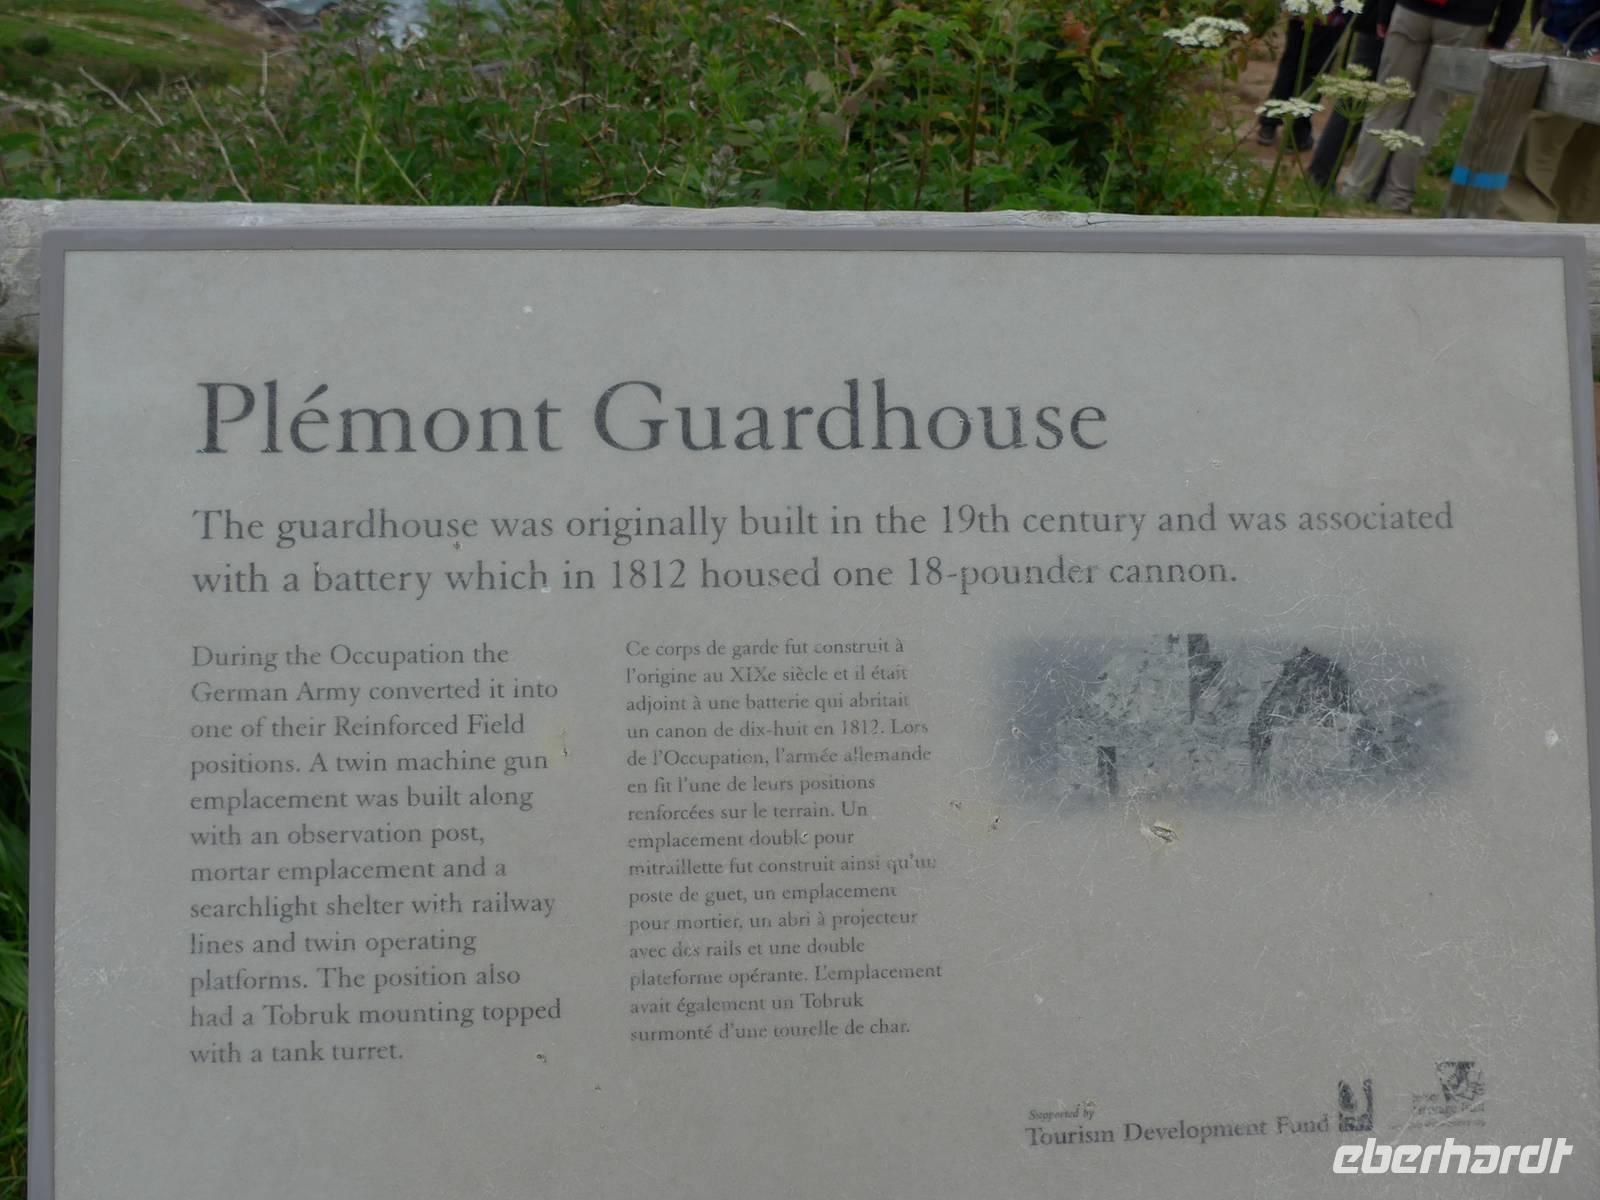 Plémont Guardhouse
The guardhouse was originally built in the 19th century and was associated
with a battery which in 1812 housed one 18-pounder cannon.
During the Occupation the
German Army converted it into
one of their Reinforced Field
positions. A twin machine gun
emplacement was built along
with an observation post,
mortar emplacement and a
searchlight shelter with railway
lines and twin operating
platforms. The position also
had a Tobruk mounting topped
with a tank turret.
Ce corps de garde fut construit à
l'origine au XIXe siècle et il était
adjoint à une batterie qui abritait
un canon de dix-huit en 1812. Lors
de l'Occupation, l'armée allemande
en fit l'une de leurs positions
renforcées sur le terrain. Un
emplacement double pour
mitraillette fut construit ainsi qu'un
poste de guet, un emplacement
pour mortier, un abri à projecteur
avec des rails et une double
plateforme opérante. L'emplacement
avait également un Tobruk
surmonté d'une tourelle de char.
Supported by
Tourism Development Fund
eberhardt